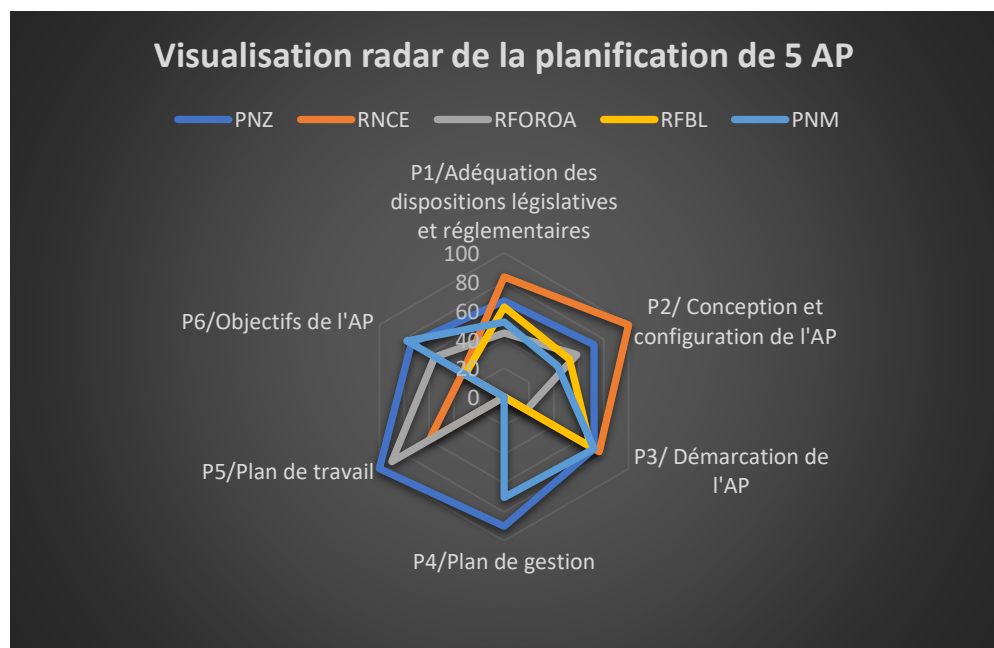 Visualisation radar de la planification de 5 AP
PNZ RNCE RFOROA RFBL PNM
P1/Adéquation des
dispositions législatives
et réglementaires
100
80
60
40
20
0
P2/ Conception et
configuration de l'AP
P3/ Démarcation de
l'AP
P4/Plan de gestion
P5/Plan de travail
P6/Objectifs de l'AP